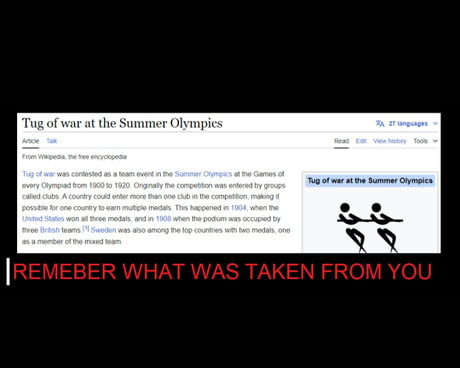 Tug of war at the Summer Olympics
27 languages
Article Talk
Read Edit View history Tools
From Wikipedia, the free encyclopedia
Tug of war was contested as a team event in the Summer Olympics at the Games of
every Olympiad from 1900 to 1920. Originally the competition was entered by groups
called clubs. A country could enter more than one club in the competition, making it
possible for one country to earn multiple medals. This happened in 1904, when the
United States won all three medals, and in 1908 when the podium was occupied by
three British teams.[1] Sweden was also among the top countries with two medals, one
as a member of the mixed team.
Tug of war at the Summer Olympics
REMEBER WHAT WAS TAKEN FROM YOU